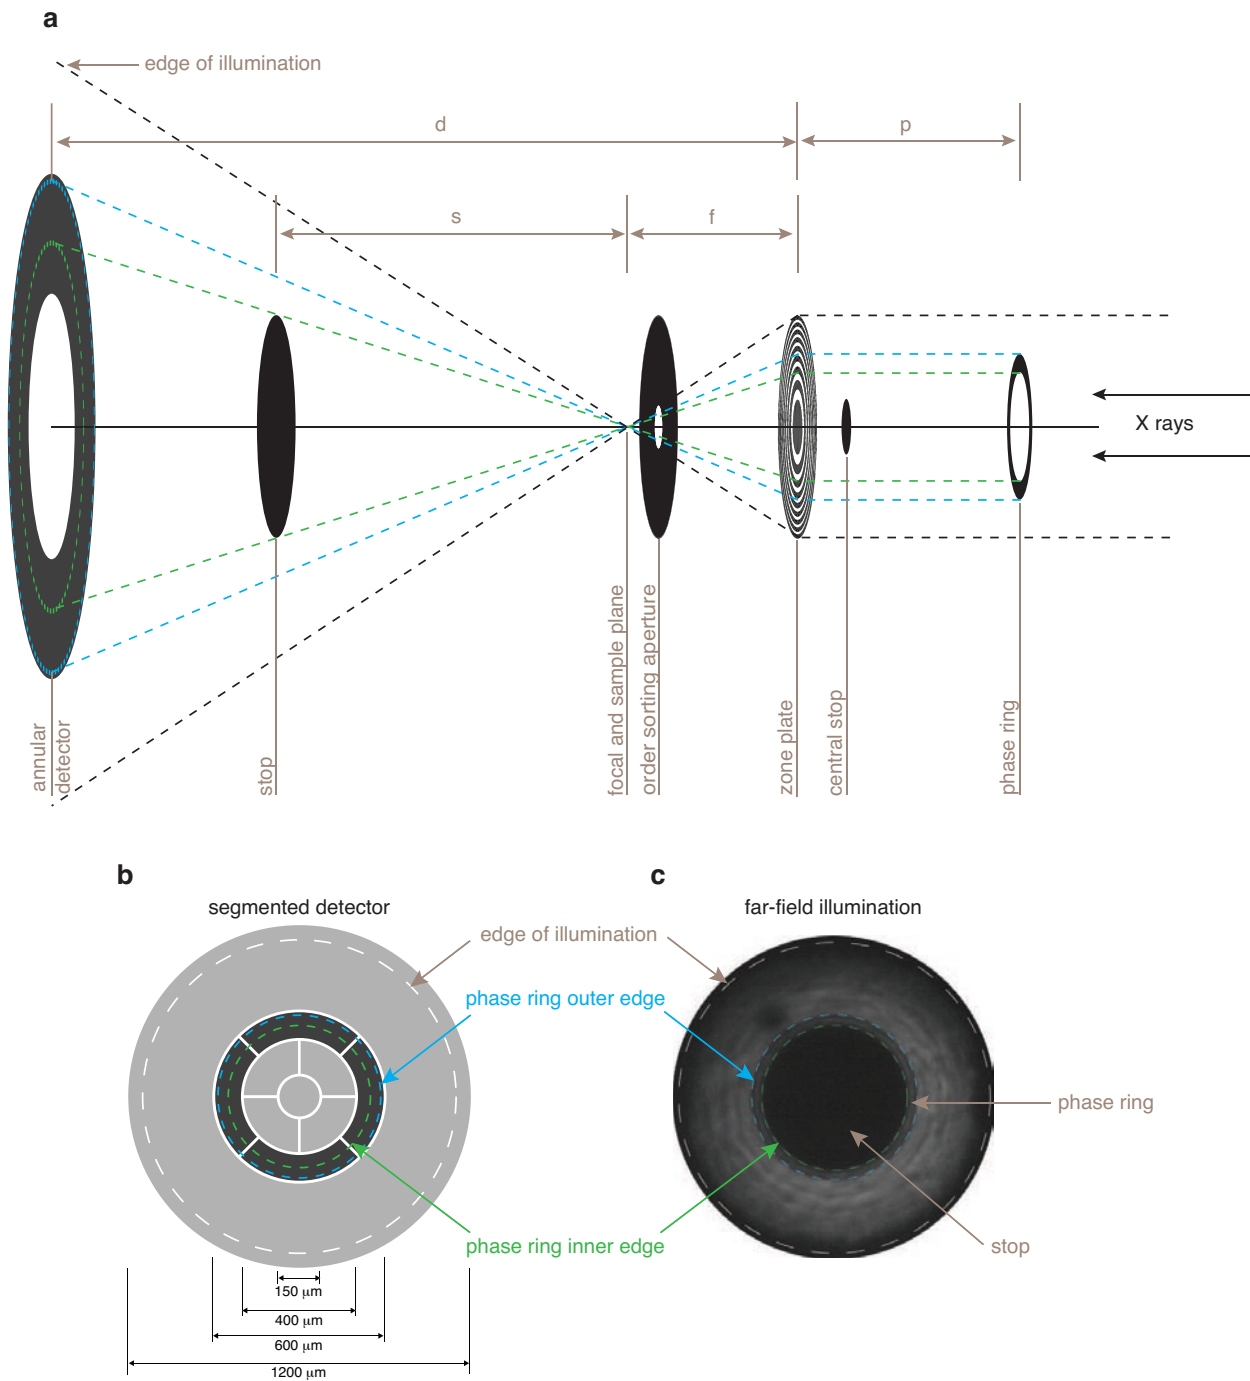 a
edge of illumination
d
p
s
f
X rays
annular
detector
stop
focal and sample plane
order sorting aperture
zone plate
central stop
phase ring
b
c
segmented detector
far-field illumination
edge of illumination
phase ring outer edge
phase ring
phase ring inner edge
stop
150 μm
400 μm
600 μm
1200 μm